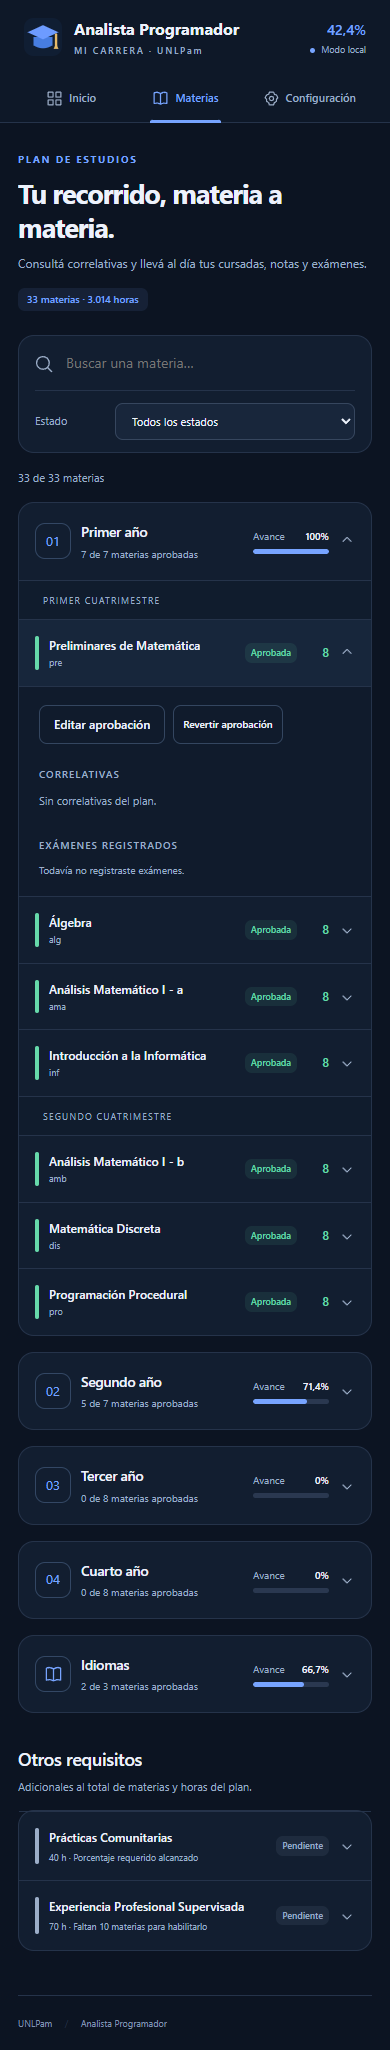 Analista Programador
MI CARRERA · UNLPam
42,4%
Modo local
Inicio
Materias
Configuración
PLAN DE ESTUDIOS
Tu recorrido, materia a
materia.
Consultá correlativas y llevá al día tus cursadas, notas y exámenes.
33 materias · 3.014 horas
Buscar una materia...
Estado
Todos los estados
33 de 33 materias
01
Primer año
7 de 7 materias aprobadas
Avance 100%
PRIMER CUATRIMESTRE
Preliminares de Matemática
pre
Aprobada 8
Editar aprobación
Revertir aprobación
CORRELATIVAS
Sin correlativas del plan.
EXÁMENES REGISTRADOS
Todavía no registraste exámenes.
Álgebra
alg
Aprobada 8
Análisis Matemático I - a
ama
Aprobada 8
Introducción a la Informática
inf
Aprobada 8
SEGUNDO CUATRIMESTRE
Análisis Matemático I - b
amb
Aprobada 8
Matemática Discreta
dis
Aprobada 8
Programación Procedural
pro
Aprobada 8
02
Segundo año
5 de 7 materias aprobadas
Avance 71,4%
03
Tercer año
0 de 8 materias aprobadas
Avance 0%
04
Cuarto año
0 de 8 materias aprobadas
Avance 0%
Idiomas
2 de 3 materias aprobadas
Avance 66,7%
Otros requisitos
Adicionales al total de materias y horas del plan.
Prácticas Comunitarias
40 h · Porcentaje requerido alcanzado
Pendiente
Experiencia Profesional Supervisada
70 h · Faltan 10 materias para habilitarlo
Pendiente
UNLPam / Analista Programador